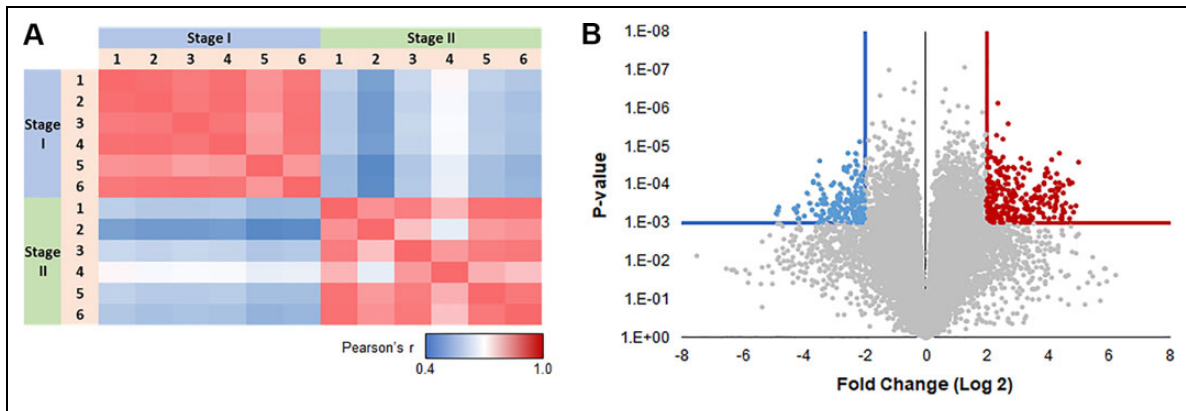 A
Stage I
Stage II
1 2 3 4 5 6 1 2 3 4 5 6
Stage
I
1
2
3
4
5
6
Stage
II
1
2
3
4
5
6
Pearson's r
0.4
1.0
B
1.E-08
1.E-07
1.E-06
1.E-05
1.E-04
1.E-03
1.E-02
1.E-01
1.E+00
P-value
-8 -6 -4 -2 0 2 4 6 8
Fold Change (Log 2)